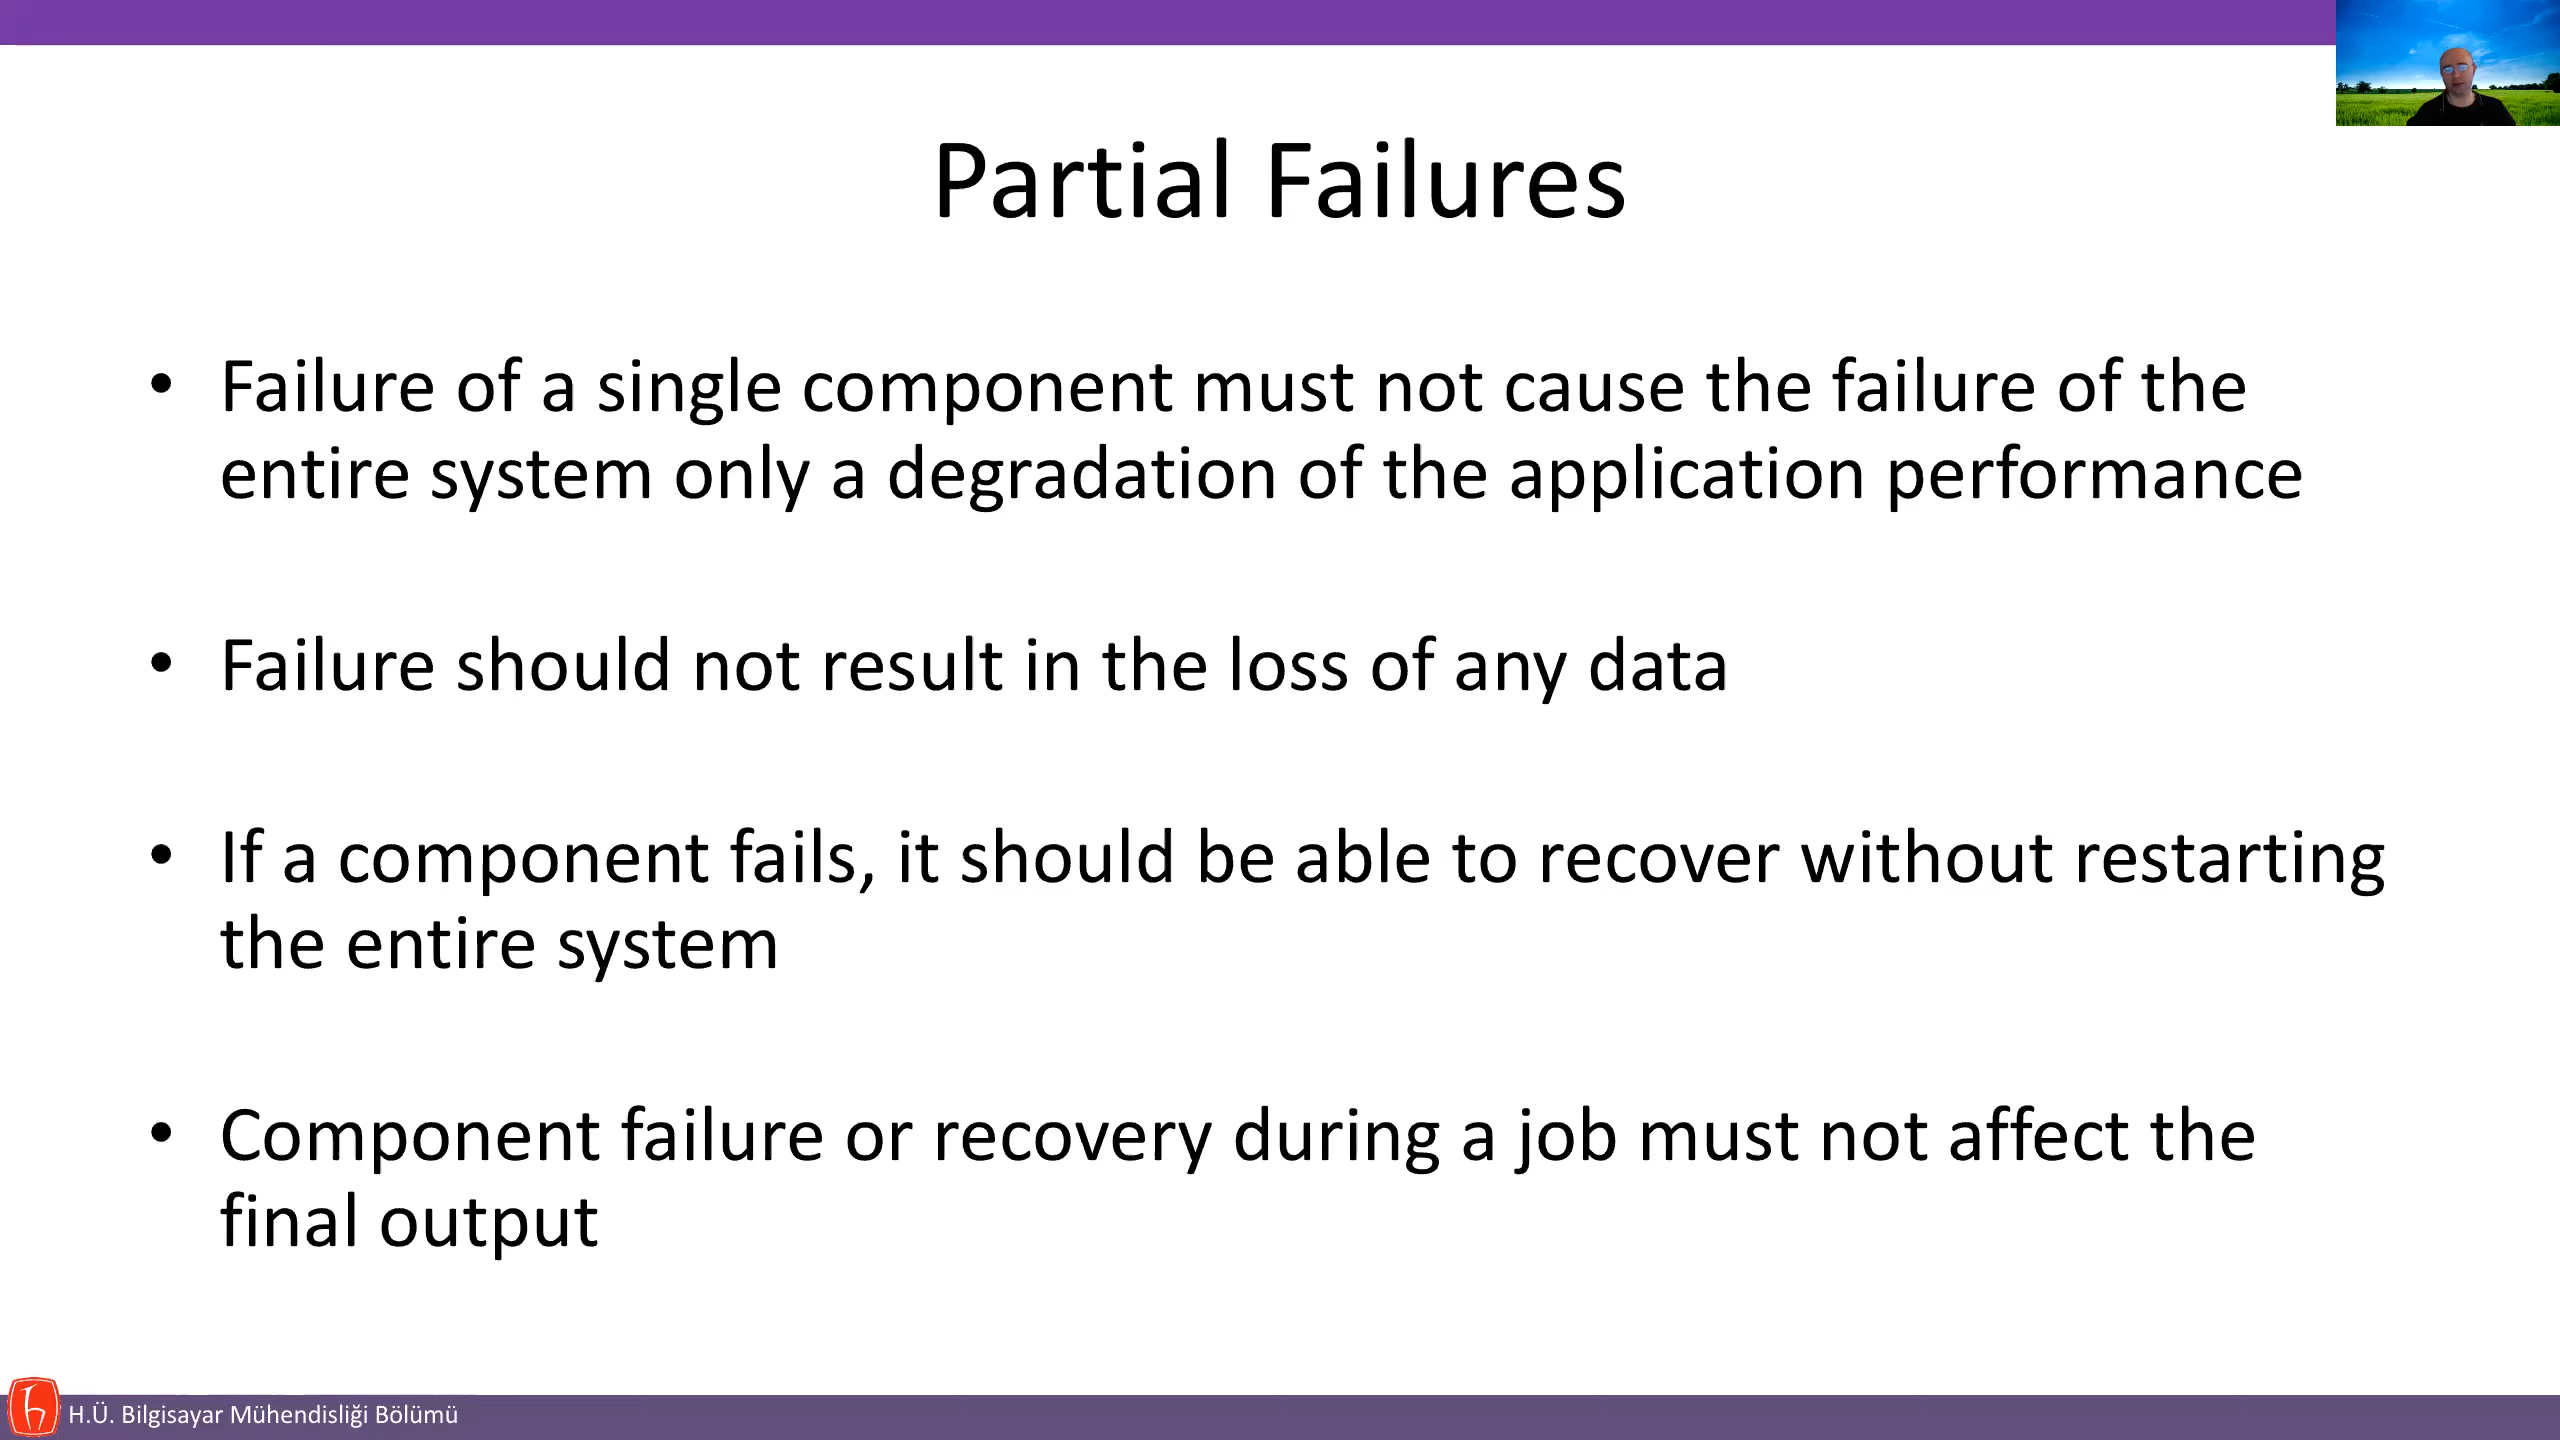 Partial Failures
• Failure of a single component must not cause the failure of the
entire system only a degradation of the application performance
• Failure should not result in the loss of any data
• If a component fails, it should be able to recover without restarting
the entire system
• Component failure or recovery during a job must not affect the
final output
H.Ü. Bilgisayar Mühendisliği Bölümü